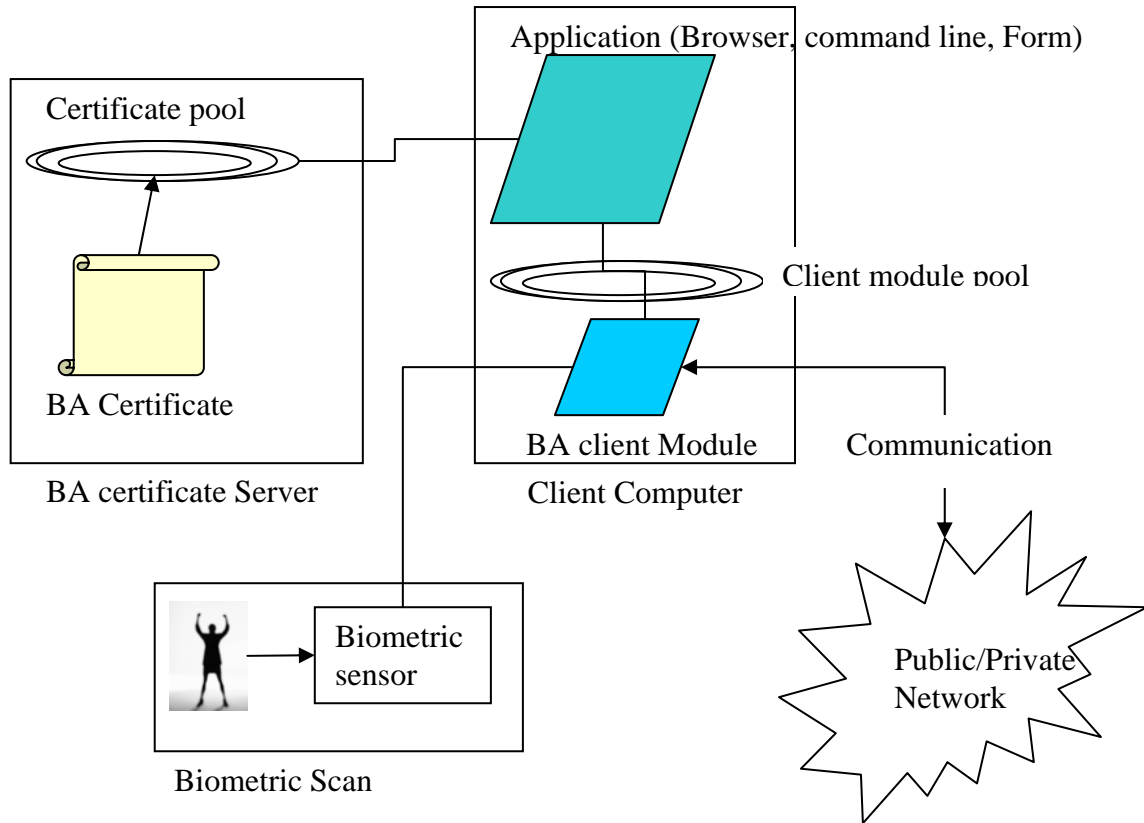 Application (Browser, command line, Form)
Certificate pool
Client module pool
BA Certificate
BA client Module
Communication
BA certificate Server
Client Computer
Biometric
sensor
Public/Private
Network
Biometric Scan